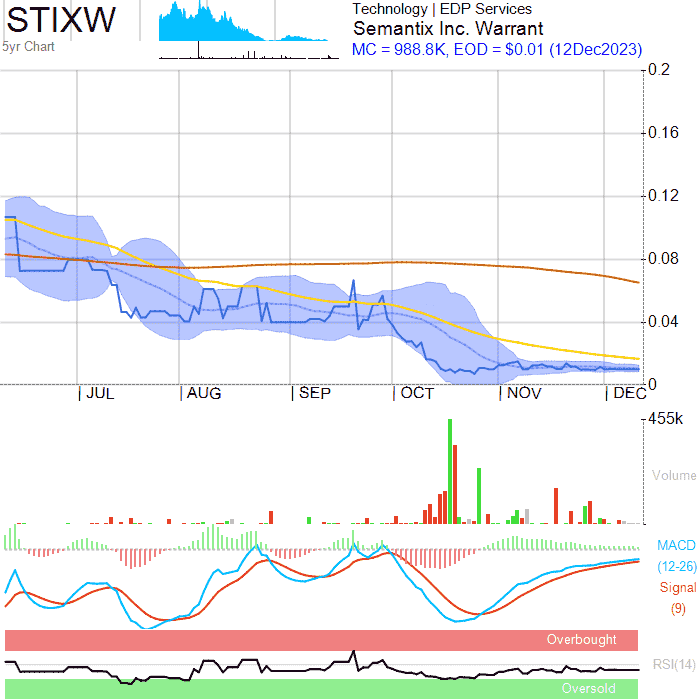 STIXW
5yr Chart
Technology | EDP Services
Semantix Inc. Warrant
MC = 988.8K, EOD = $0.01 (12Dec2023)
0.2
0.16
0.12
0.08
0.04
0
| JUL | AUG | SEP | OCT | NOV | DEC
455k
Volume
MACD
(12-26)
Signal
(9)
Overbought
RSI(14)
Oversold